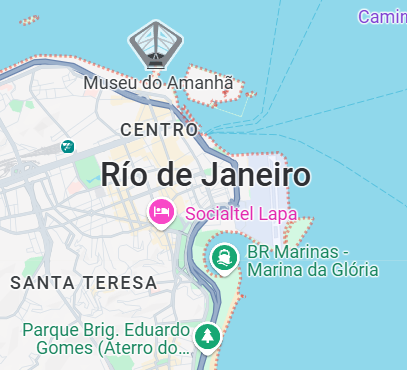 Camin
Museu do Amanhã
CENTRO
Río de Janeiro
Socialtel Lapa
BR Marinas -
Marina da Glória
SANTA TERESA
Parque Brig. Eduardo
Gomes (Aterro do...